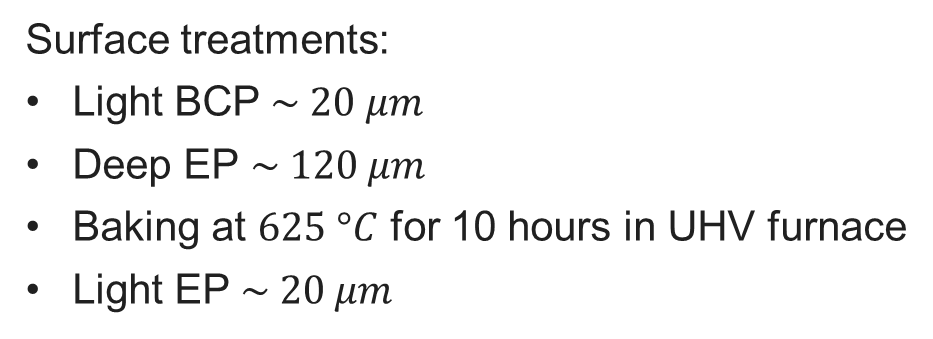 Surface treatments:
• Light BCP ~ 20 μm
• Deep EP ~ 120 μm
• Baking at 625 °C for 10 hours in UHV furnace
• Light EP ~ 20 μm